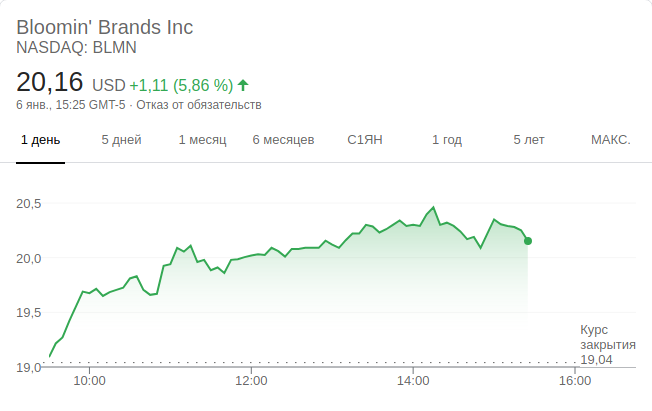 Bloomin' Brands Inc
NASDAQ: BLMN
20,16 USD +1,11 (5,86 %)
6 янв., 15:25 GMT-5 · Отказ от обязательств
1 день 5 дней 1 месяц 6 месяцев С1ЯН 1 год 5 лет МАКС.
20,5
20,0
19,5
19,0
Курс
закрытия
19,04
10:00 12:00 14:00 16:00